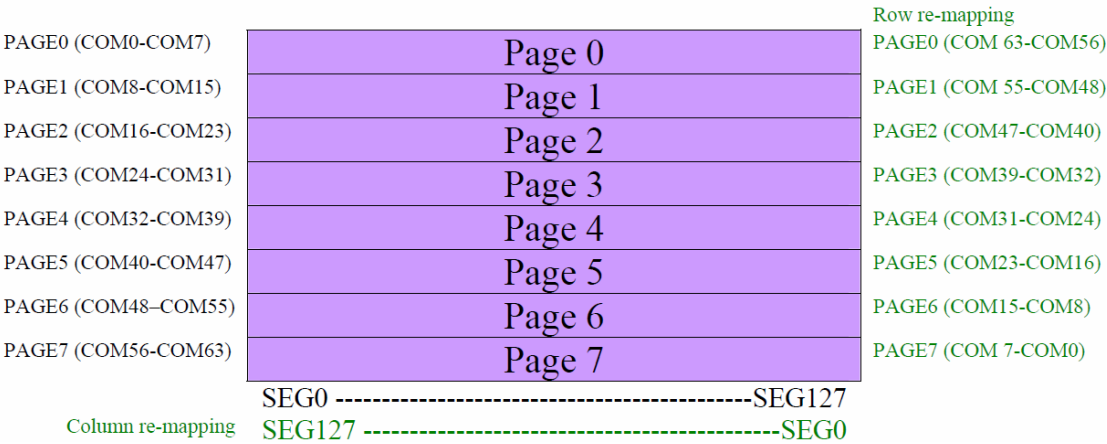 Row re-mapping
PAGE0 (COM0-COM7) Page 0 PAGE0 (COM 63-COM56)
PAGE1 (COM8-COM15) Page 1 PAGE1 (COM 55-COM48)
PAGE2 (COM16-COM23) Page 2 PAGE2 (COM47-COM40)
PAGE3 (COM24-COM31) Page 3 PAGE3 (COM39-COM32)
PAGE4 (COM32-COM39) Page 4 PAGE4 (COM31-COM24)
PAGE5 (COM40-COM47) Page 5 PAGE5 (COM23-COM16)
PAGE6 (COM48–COM55) Page 6 PAGE6 (COM15-COM8)
PAGE7 (COM56-COM63) Page 7 PAGE7 (COM 7-COM0)
SEG0 ---------------------------------------------SEG127
Column re-mapping SEG127 ---------------------------------------------SEG0